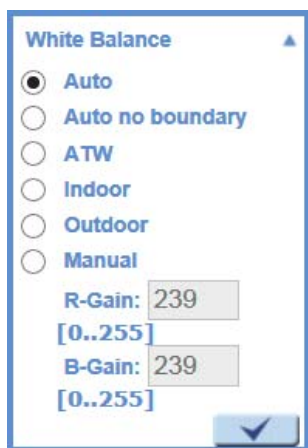 White Balance
Auto
Auto no boundary
ATW
Indoor
Outdoor
Manual
R-Gain: 239
[0..255]
B-Gain: 239
[0..255]